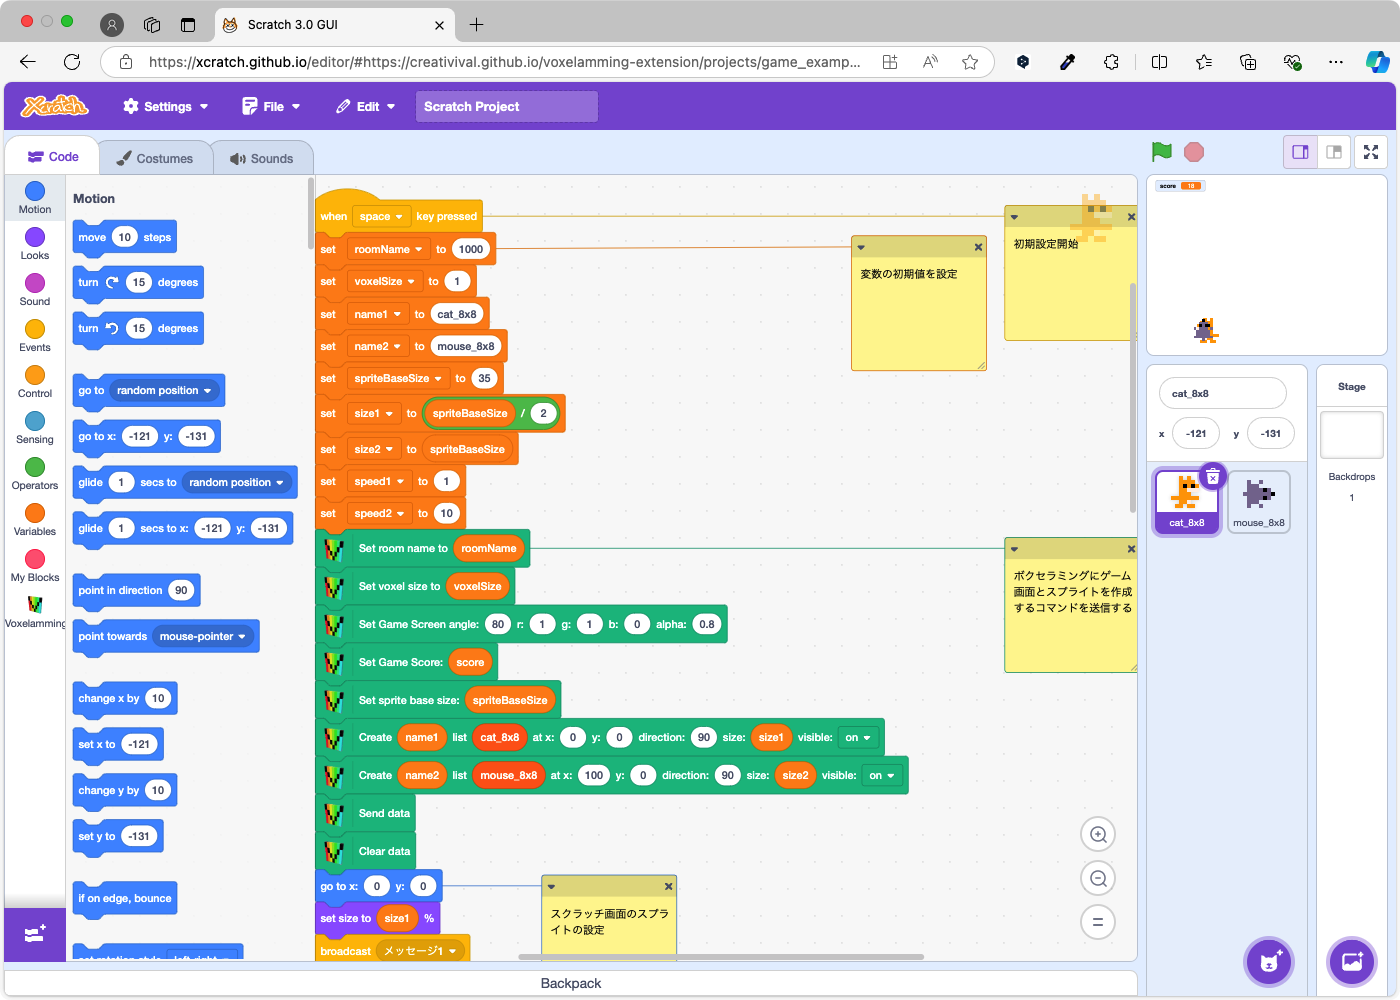 Scratch 3.0 GUI
https://xcratch.github.io/editor/#https://creativival.github.io/voxelamming-extension/projects/game_examp...
Xcratch
Settings
File
Edit
Scratch Project
Code
Costumes
Sounds
Motion
Looks
Sound
Events
Control
Sensing
Operators
Variables
My Blocks
Voxelamming
Motion
move 10 steps
turn 15 degrees
turn 15 degrees
go to random position
go to x: -121 y: -131
glide 1 secs to random position
glide 1 secs to x: -121 y: -131
point in direction 90
point towards mouse-pointer
change x by 10
set x to -121
change y by 10
set y to -131
if on edge, bounce
set rotation style left-right
when space key pressed
set roomName to 1000
set voxelSize to 1
set name1 to cat_8x8
set name2 to mouse_8x8
set spriteBaseSize to 35
set size1 to spriteBaseSize / 2
set size2 to spriteBaseSize
set speed1 to 1
set speed2 to 10
Set room name to roomName
Set voxel size to voxelSize
Set Game Screen angle: 80 r: 1 g: 1 b: 0 alpha: 0.8
Set Game Score: score
Set sprite base size: spriteBaseSize
Create name1 list cat_8x8 at x: 0 y: 0 direction: 90 size: size1 visible: on
Create name2 list mouse_8x8 at x: 100 y: 0 direction: 90 size: size2 visible: on
Send data
Clear data
go to x: 0 y: 0
set size to size1 %
broadcast メッセージ1
変数の初期値を設定
初期設定開始
ボクセラミングにゲーム
画面とスプライトを作成
するコマンドを送信する
スクラッチ画面のスプラ
イトの設定
Backpack
score 18
cat_8x8
x -121 y -131
cat_8x8
mouse_8x8
Stage
Backdrops
1